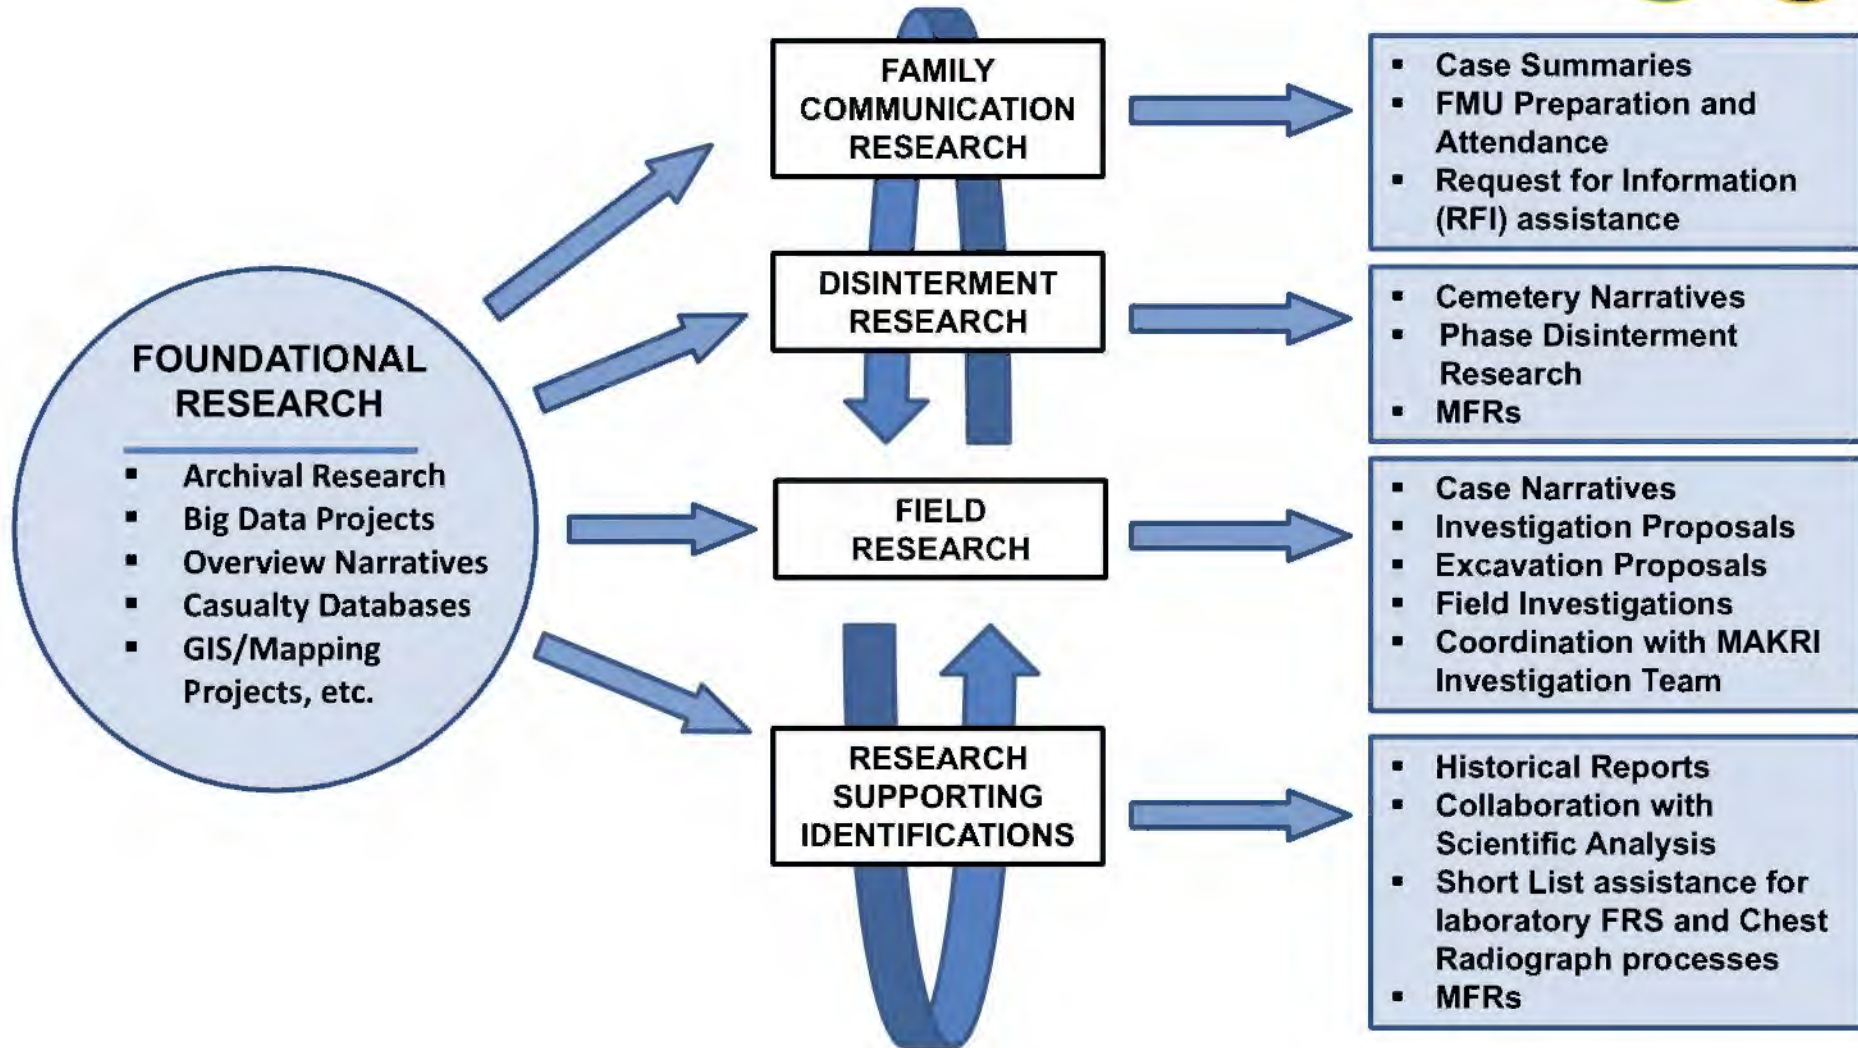 FOUNDATIONAL
RESEARCH
▪ Archival Research
▪ Big Data Projects
▪ Overview Narratives
▪ Casualty Databases
▪ GIS/Mapping
Projects, etc.
FAMILY
COMMUNICATION
RESEARCH
▪ Case Summaries
▪ FMU Preparation and
Attendance
▪ Request for Information
(RFI) assistance
DISINTERMENT
RESEARCH
▪ Cemetery Narratives
▪ Phase Disinterment
Research
▪ MFRs
FIELD
RESEARCH
▪ Case Narratives
▪ Investigation Proposals
▪ Excavation Proposals
▪ Field Investigations
▪ Coordination with MAKRI
Investigation Team
RESEARCH
SUPPORTING
IDENTIFICATIONS
▪ Historical Reports
▪ Collaboration with
Scientific Analysis
▪ Short List assistance for
laboratory FRS and Chest
Radiograph processes
▪ MFRs